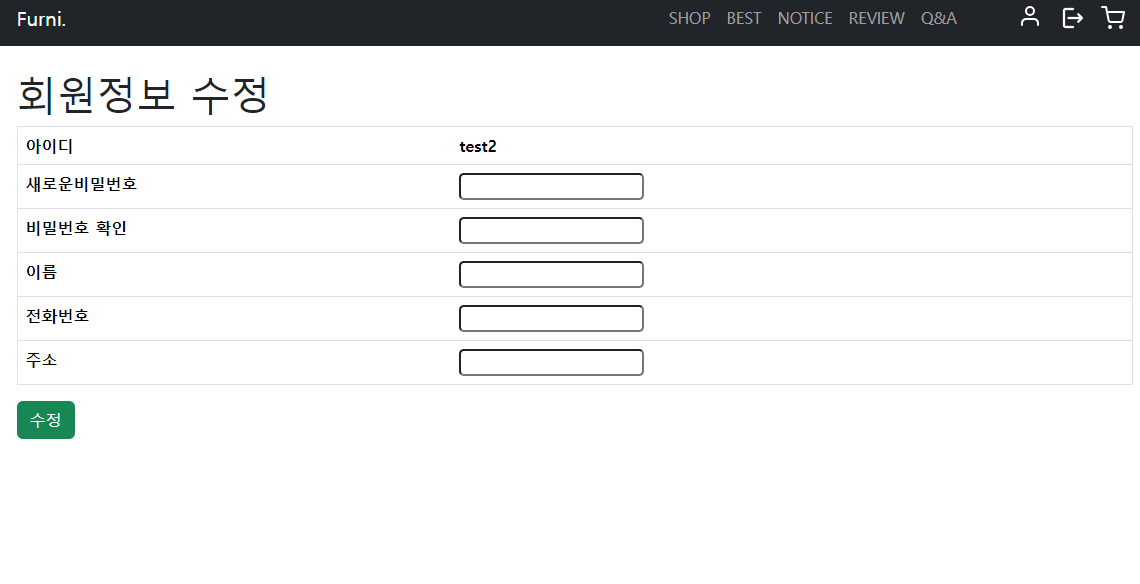 Furni. SHOP BEST NOTICE REVIEW Q&A
회원정보 수정
아이디 test2
새로운비밀번호
비밀번호 확인
이름
전화번호
주소
수정